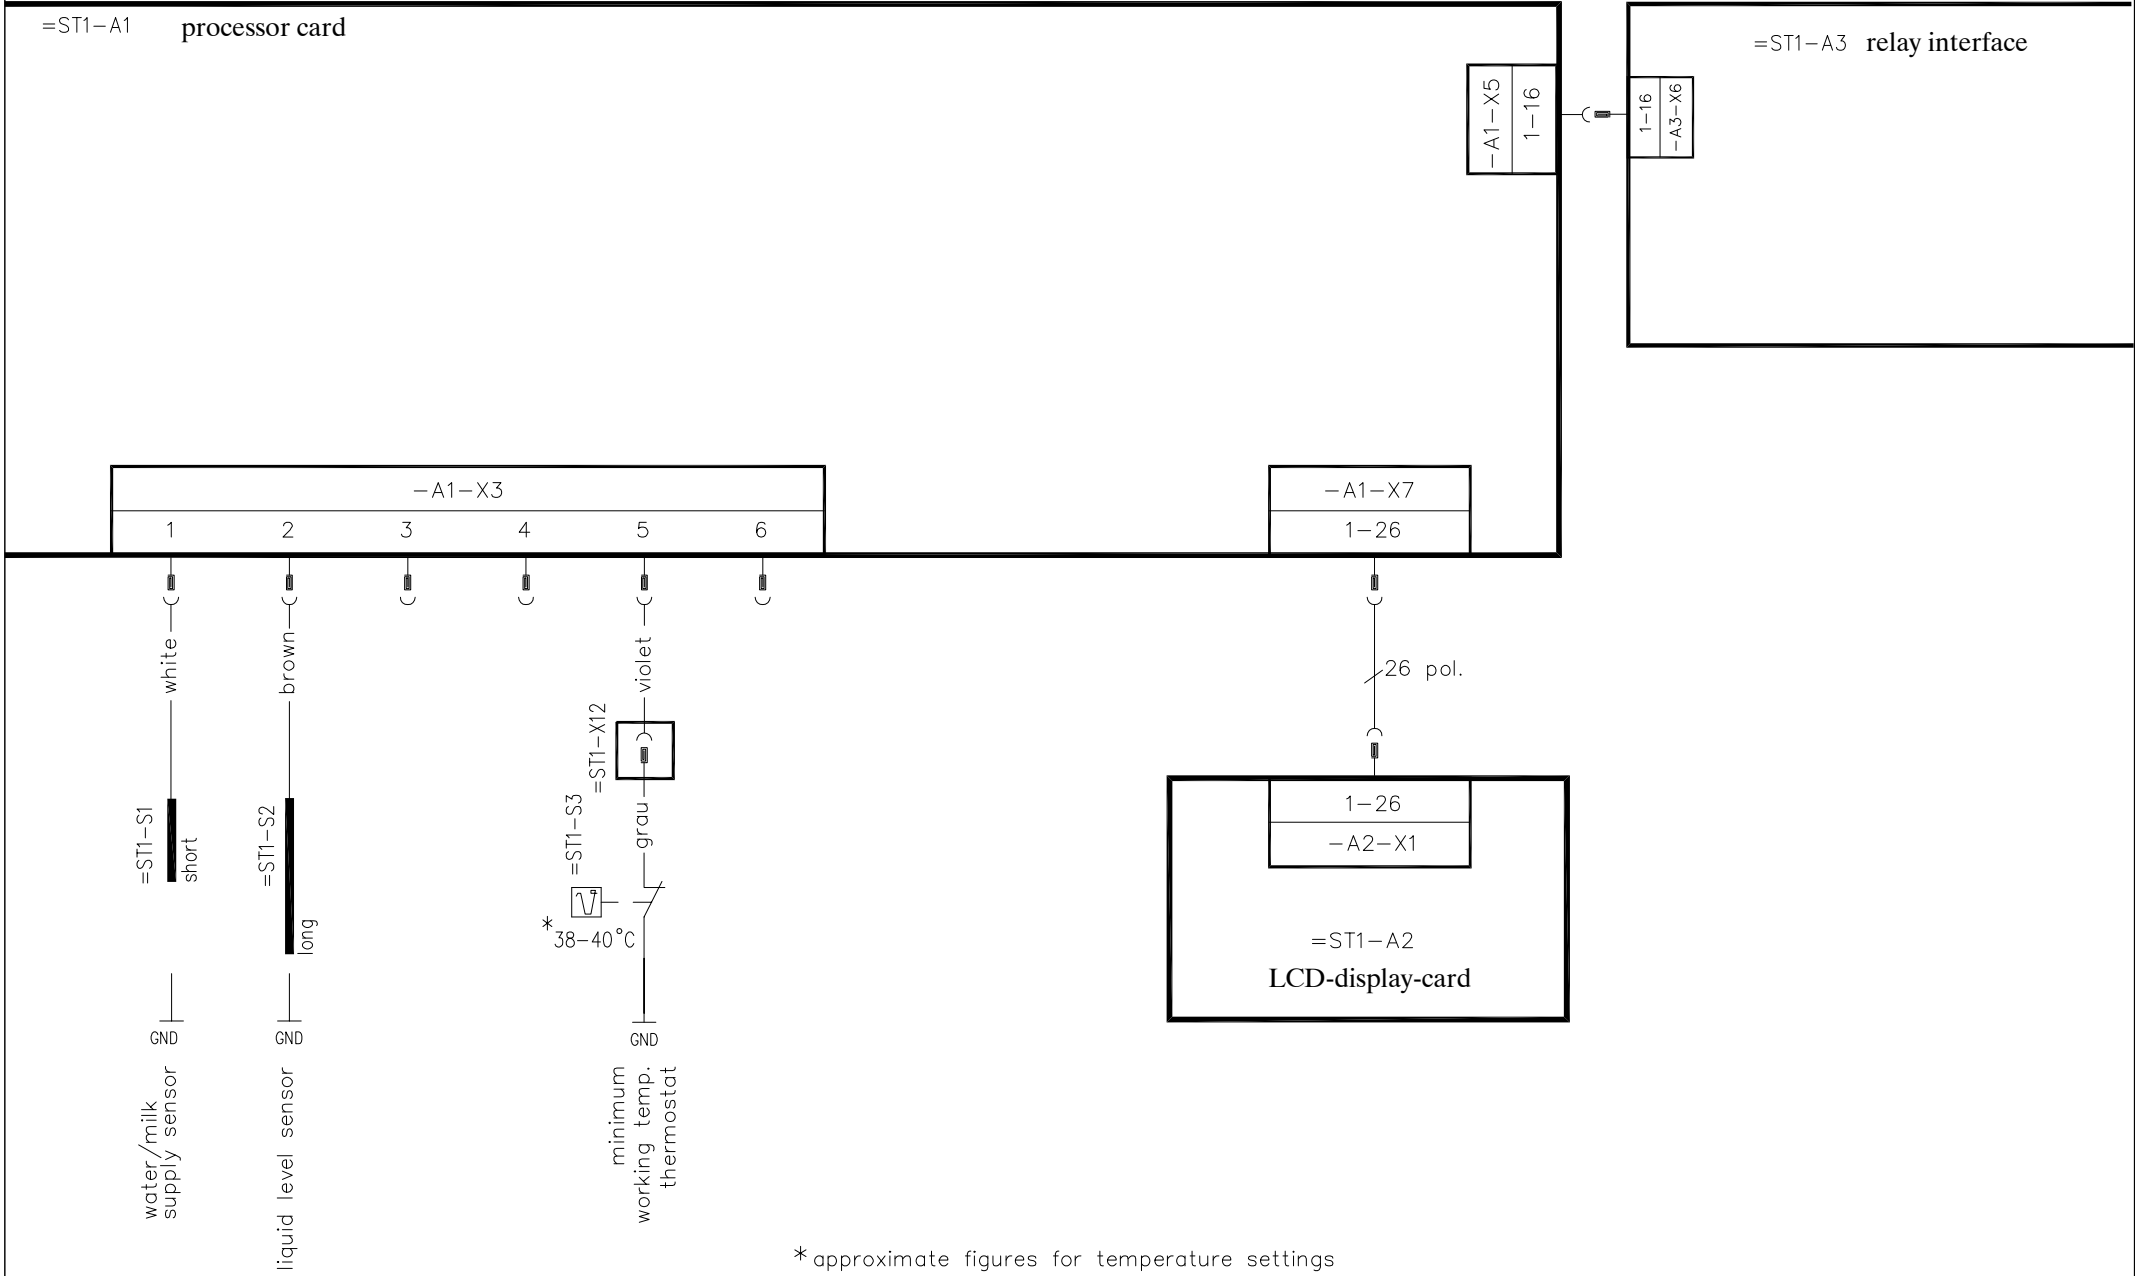 =ST1-A1 processor card
=ST1-A3 relay interface
-A1-X5
1-16
1-16
-A3-X6
-A1-X3
1 2 3 4 5 6
-A1-X7
1-26
white
brown
violet
26 pol.
=ST1-X12
=ST1-S1
short
=ST1-S2
long
=ST1-S3
grau
*
38-40°C
1-26
-A2-X1
=ST1-A2
LCD-display-card
GND
GND
GND
water/milk
supply sensor
liquid level sensor
minimum
working temp.
thermostat
* approximate figures for temperature settings